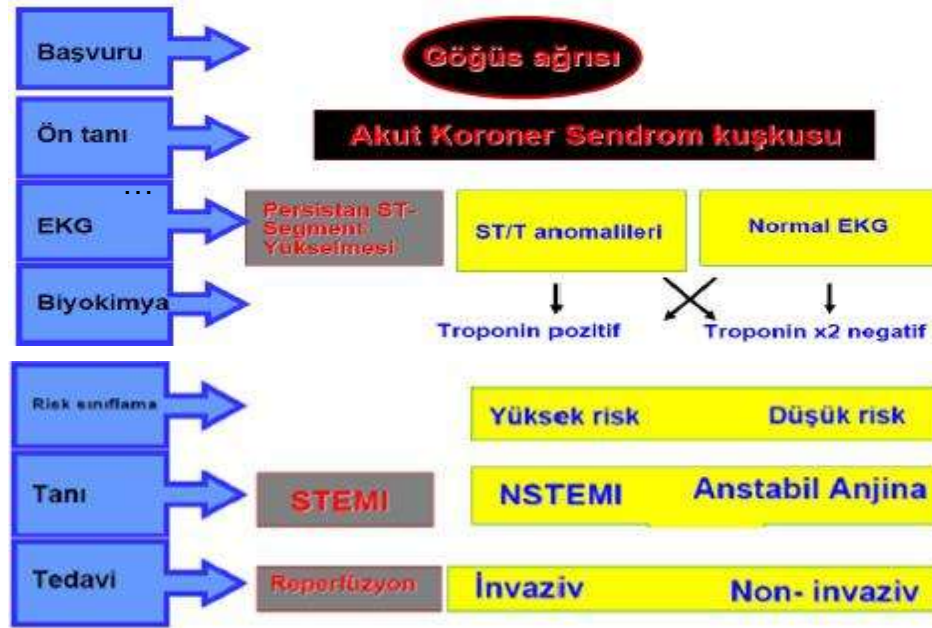 Başvuru
Göğüs ağrısı
Ön tanı
Akut Koroner Sendrom kuşkusu
...
EKG
Persistan ST-
Segment
Yükselmesi
ST/T anomalileri
Normal EKG
Biyokimya
Troponin pozitif
Troponin x2 negatif
Risk sınıflama
Yüksek risk
Düşük risk
Tanı
STEMI
NSTEMI
Anstabil Anjina
Tedavi
Reperfüzyon
İnvaziv
Non- invaziv